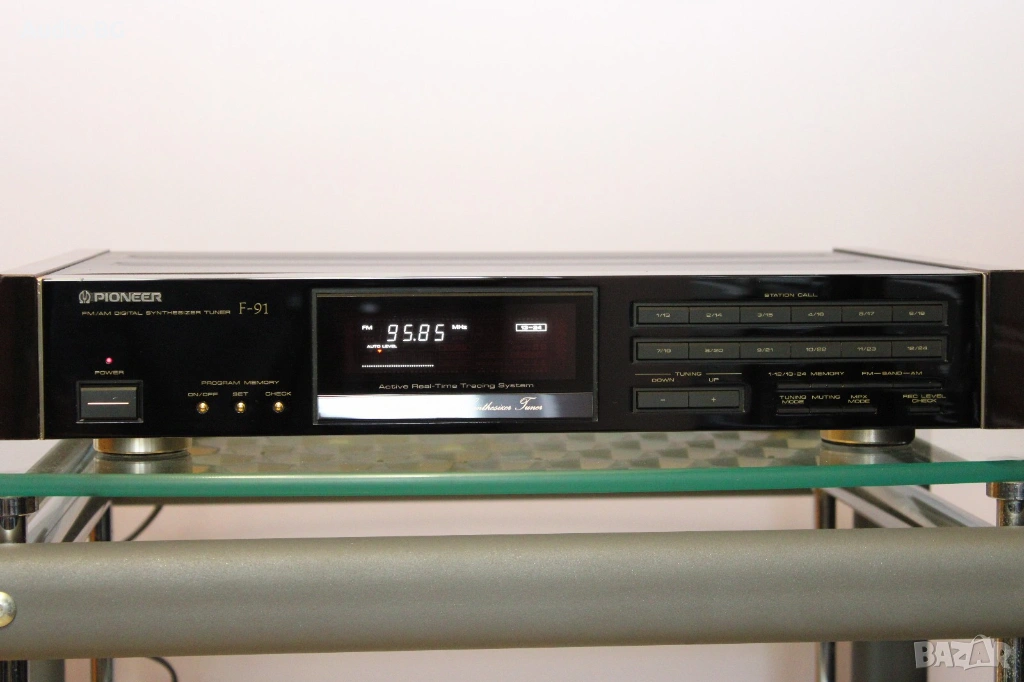 PIONEER
FM/AM DIGITAL SYNTHESIZER TUNER F-91
POWER
PROGRAM MEMORY
ON/OFF SET CHECK
FM 95.85 MHz 13-24
AUTO LEVEL
Active Real-Time Tracing System
Tuner
STATION CALL
1/13 2/14 3/15 4/16 5/17 6/18
7/19 8/20 9/21 10/22 11/23 12/24
TUNING
DOWN UP
- +
1-12/13-24 MEMORY FM-BAND-AM
TUNING MODE MUTING MPX MODE REC LEVEL CHECK
BAZAR